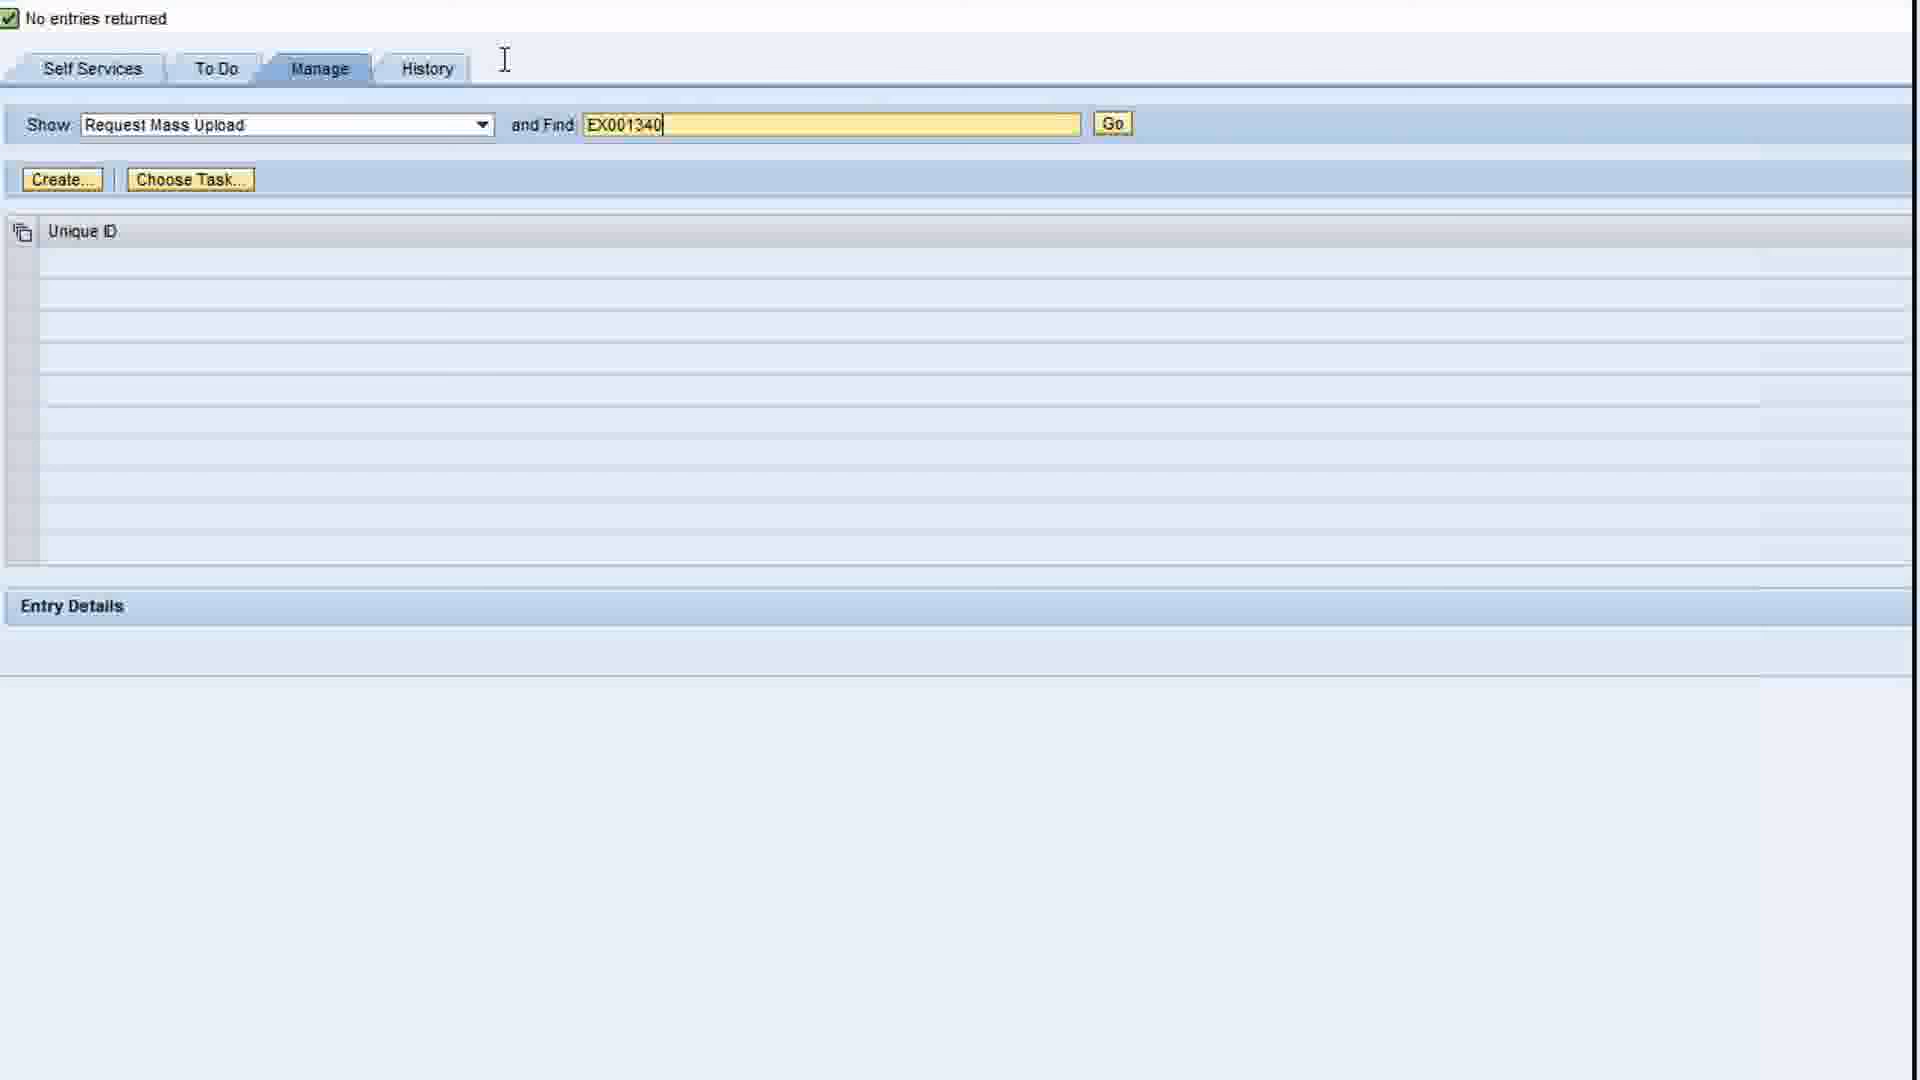 No entries returned
Self Services To Do Manage History
Show: Request Mass Upload and Find: EX001340 Go
Create... Choose Task...
Unique ID
Entry Details